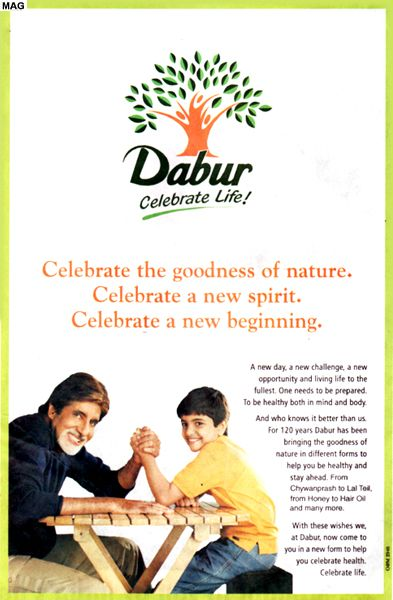 MAG
Dabur
Celebrate Life!
Celebrate the goodness of nature.
Celebrate a new spirit.
Celebrate a new beginning.
A new day, a new challenge, a new
opportunity and living life to the
fullest. One needs to be prepared.
To be healthy both in mind and body.
And who knows it better than us.
For 120 years Dabur has been
bringing the goodness of
nature in different forms to
help you be healthy and
stay ahead. From
Chywanprash to Lal Teil,
from Honey to Hair Oil
and many more.
With these wishes we,
at Dabur, now come to
you in a new form to help
you celebrate health.
Celebrate life.